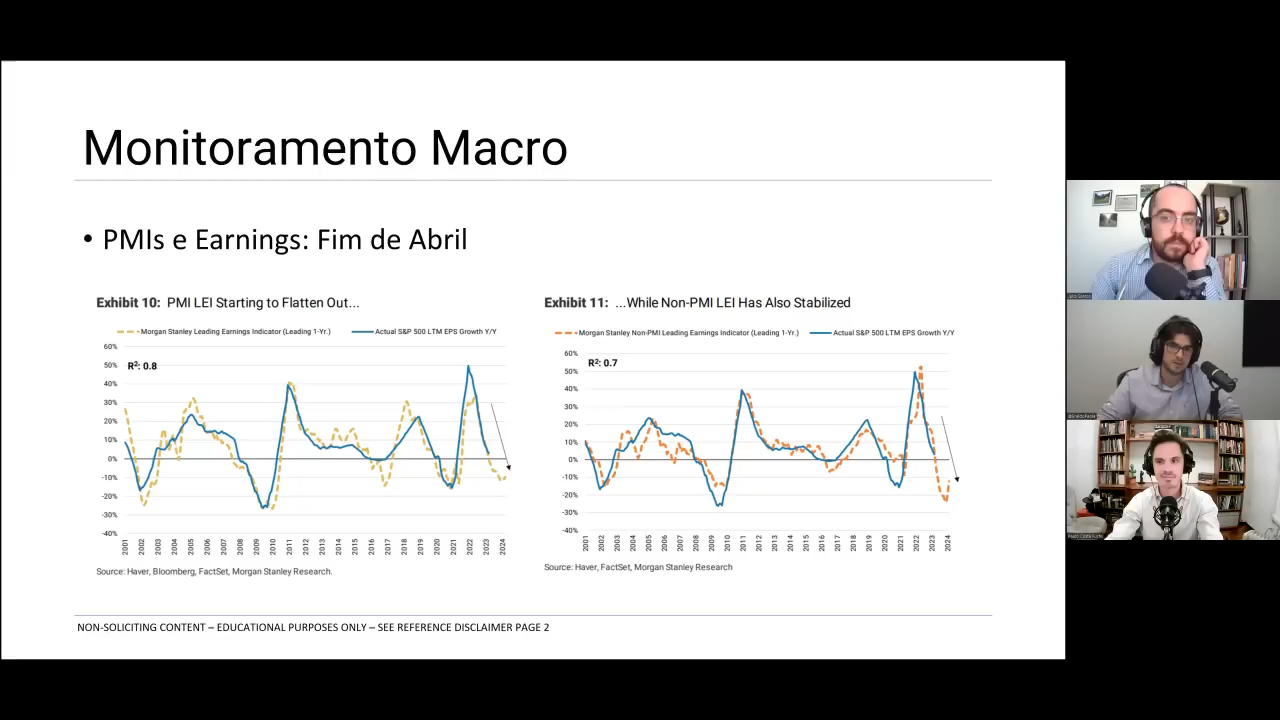 Monitoramento Macro
• PMIs e Earnings: Fim de Abril
Exhibit 10: PMI LEI Starting to Flatten Out...
Morgan Stanley Leading Earnings Indicator (Leading 1-Yr.)
Actual S&P 500 LTM EPS Growth Y/Y
R²: 0.8
60%
50%
40%
30%
20%
10%
0%
-10%
-20%
-30%
-40%
2001 2002 2003 2004 2005 2006 2007 2008 2009 2010 2011 2012 2013 2014 2015 2016 2017 2018 2019 2020 2021 2022 2023 2024
Source: Haver, Bloomberg, FactSet, Morgan Stanley Research.
Exhibit 11: ...While Non-PMI LEI Has Also Stabilized
Morgan Stanley Non-PMI Leading Earnings Indicator (Leading 1-Yr.)
Actual S&P 500 LTM EPS Growth Y/Y
R²: 0.7
60%
50%
40%
30%
20%
10%
0%
-10%
-20%
-30%
-40%
2001 2002 2003 2004 2005 2006 2007 2008 2009 2010 2011 2012 2013 2014 2015 2016 2017 2018 2019 2020 2021 2022 2023 2024
Source: Haver, FactSet, Morgan Stanley Research
NON-SOLICITING CONTENT – EDUCATIONAL PURPOSES ONLY – SEE REFERENCE DISCLAIMER PAGE 2